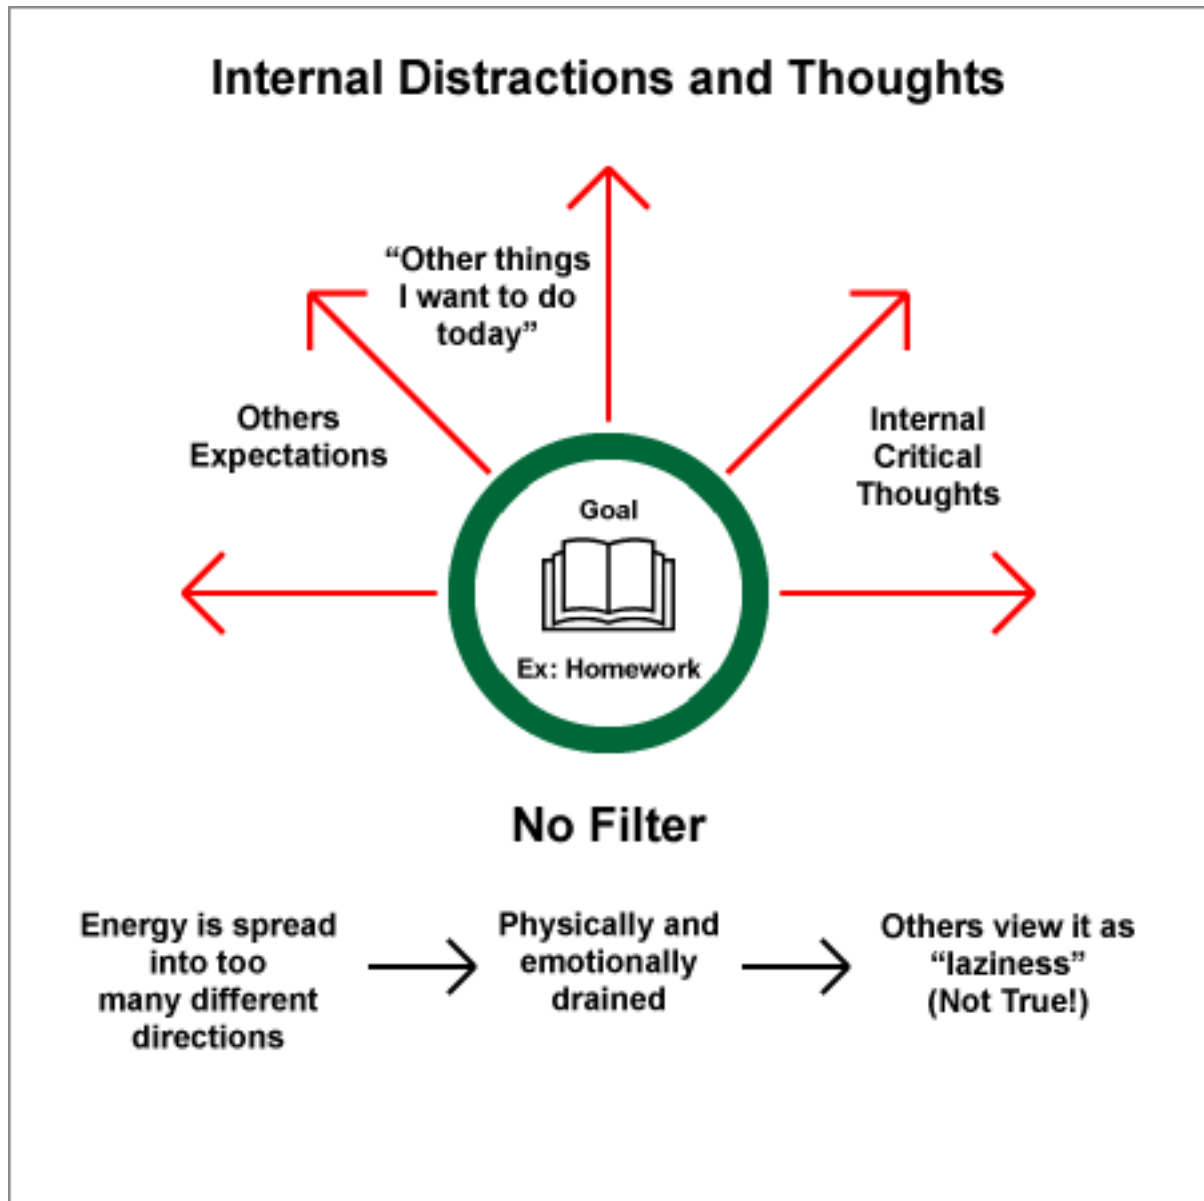 Internal Distractions and Thoughts
“Other things
I want to do
today”
Others
Expectations
Internal
Critical
Thoughts
Goal
Ex: Homework
No Filter
Energy is spread
into too
many different
directions
Physically and
emotionally
drained
Others view it as
“laziness”
(Not True!)